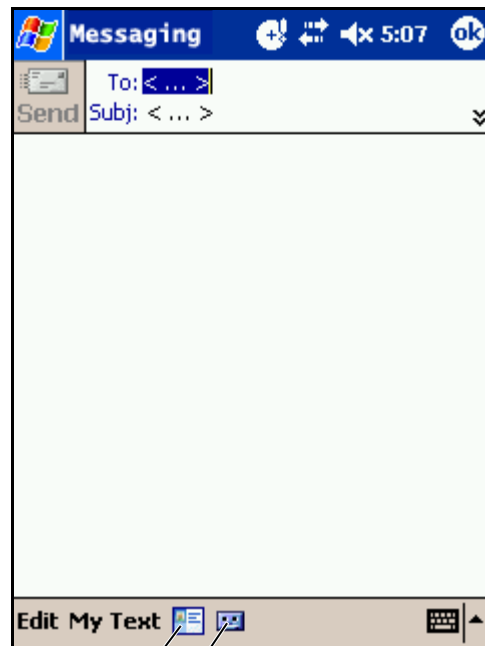 Messaging 5:07 ok
To: < ... >
Send Subj: < ... >
Edit My Text